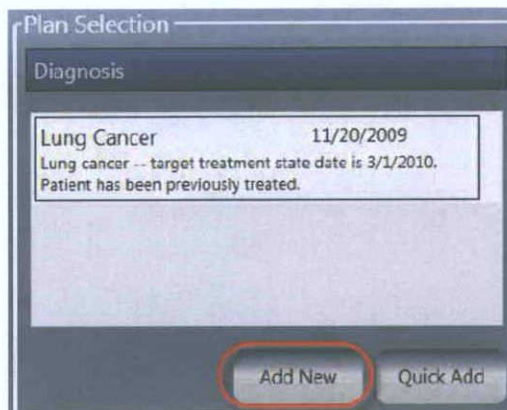 Plan Selection
Diagnosis
Lung Cancer 11/20/2009
Lung cancer -- target treatment state date is 3/1/2010.
Patient has been previously treated.
Add New Quick Add